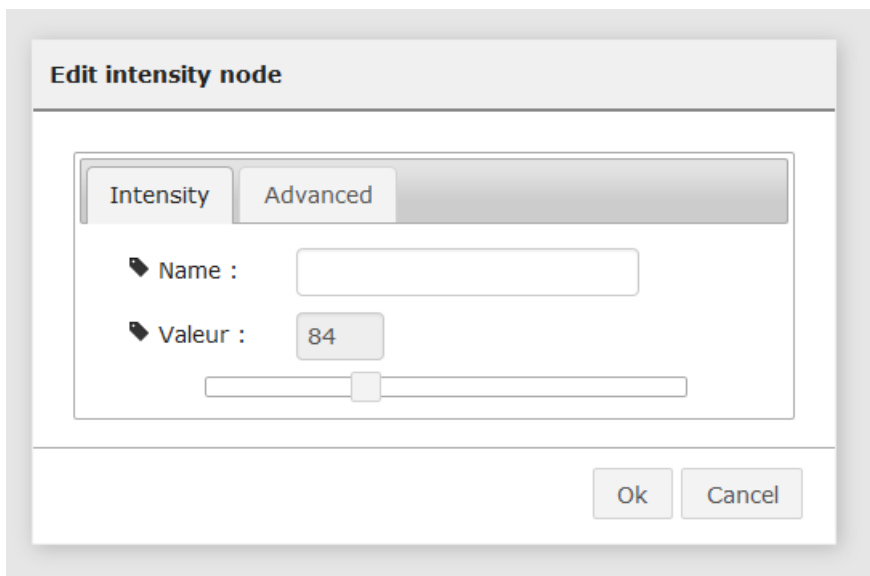 Edit intensity node
Intensity Advanced
Name :
Valeur : 84
Ok Cancel